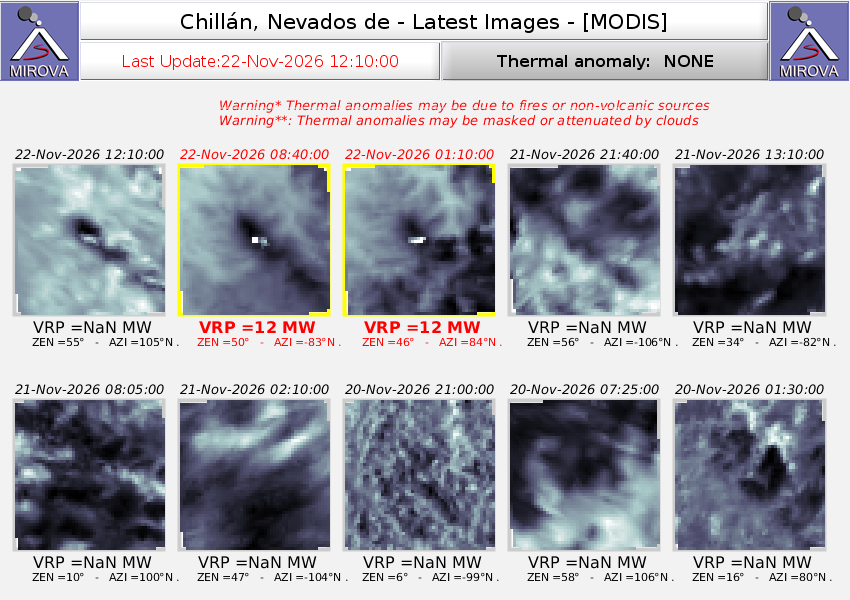 Chillán, Nevados de - Latest Images - [MODIS]
MIROVA
Last Update:22-Nov-2026 12:10:00
Thermal anomaly: NONE
MIROVA
Warning* Thermal anomalies may be due to fires or non-volcanic sources
Warning**: Thermal anomalies may be masked or attenuated by clouds
22-Nov-2026 12:10:00
22-Nov-2026 08:40:00
22-Nov-2026 01:10:00
21-Nov-2026 21:40:00
21-Nov-2026 13:10:00
VRP =NaN MW
VRP =12 MW
VRP =12 MW
VRP =NaN MW
VRP =NaN MW
ZEN =55° - AZI =105°N .
ZEN =50° - AZI =-83°N .
ZEN =46° - AZI =84°N .
ZEN =56° - AZI =-106°N .
ZEN =34° - AZI =-82°N .
21-Nov-2026 08:05:00
21-Nov-2026 02:10:00
20-Nov-2026 21:00:00
20-Nov-2026 07:25:00
20-Nov-2026 01:30:00
VRP =NaN MW
VRP =NaN MW
VRP =NaN MW
VRP =NaN MW
VRP =NaN MW
ZEN =10° - AZI =100°N .
ZEN =47° - AZI =-104°N .
ZEN =6° - AZI =-99°N .
ZEN =58° - AZI =106°N .
ZEN =16° - AZI =80°N .